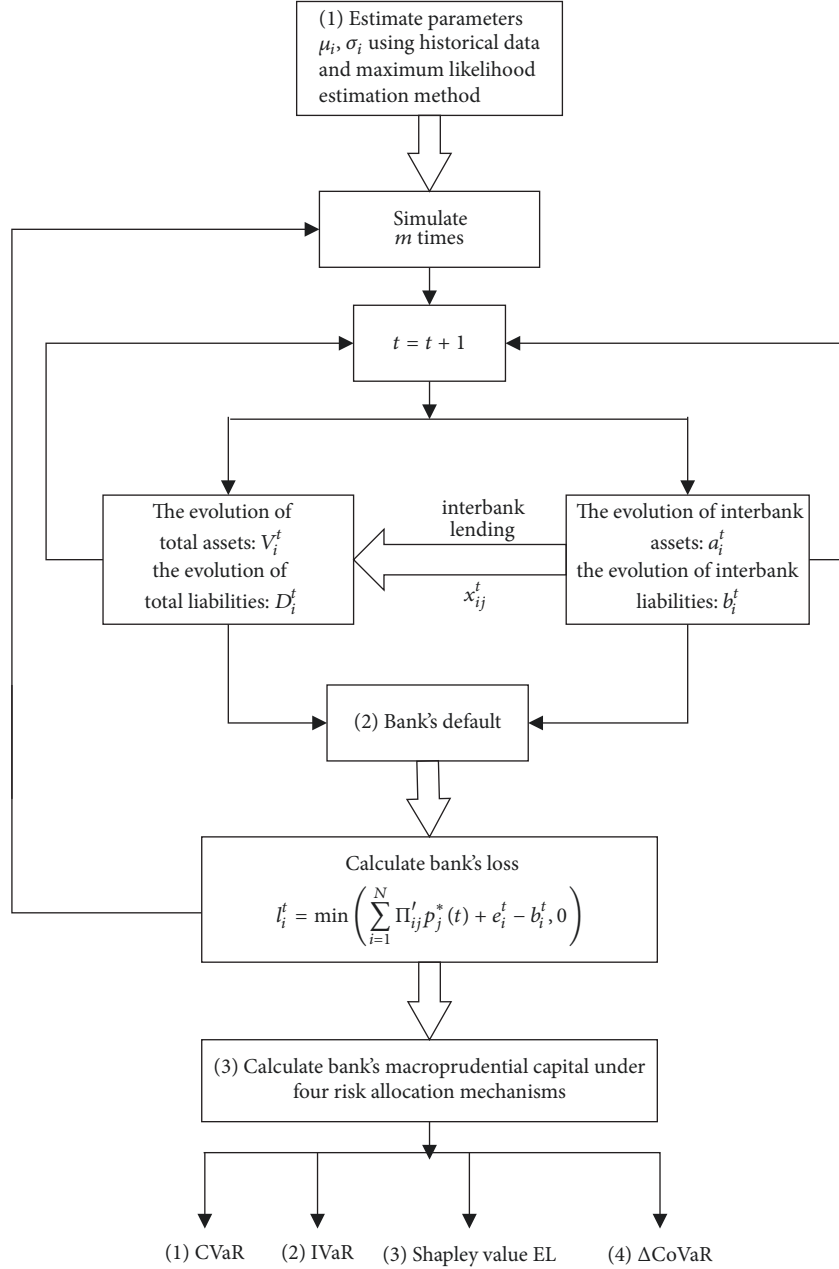 (1) Estimate parameters
μ_i, σ_i using historical data
and maximum likelihood
estimation method
Simulate
m times
t = t + 1
The evolution of
total assets: V_i^t
the evolution of
total liabilities: D_i^t
interbank
lending
x_{ij}^t
The evolution of interbank
assets: a_i^t
the evolution of interbank
liabilities: b_i^t
(2) Bank's default
Calculate bank's loss
l_i^t = min ( ∑_{i=1}^{N} Π′_{ij} p_j^* (t) + e_i^t − b_i^t, 0 )
(3) Calculate bank's macroprudential capital under
four risk allocation mechanisms
(1) CVaR (2) IVaR (3) Shapley value EL (4) ΔCoVaR